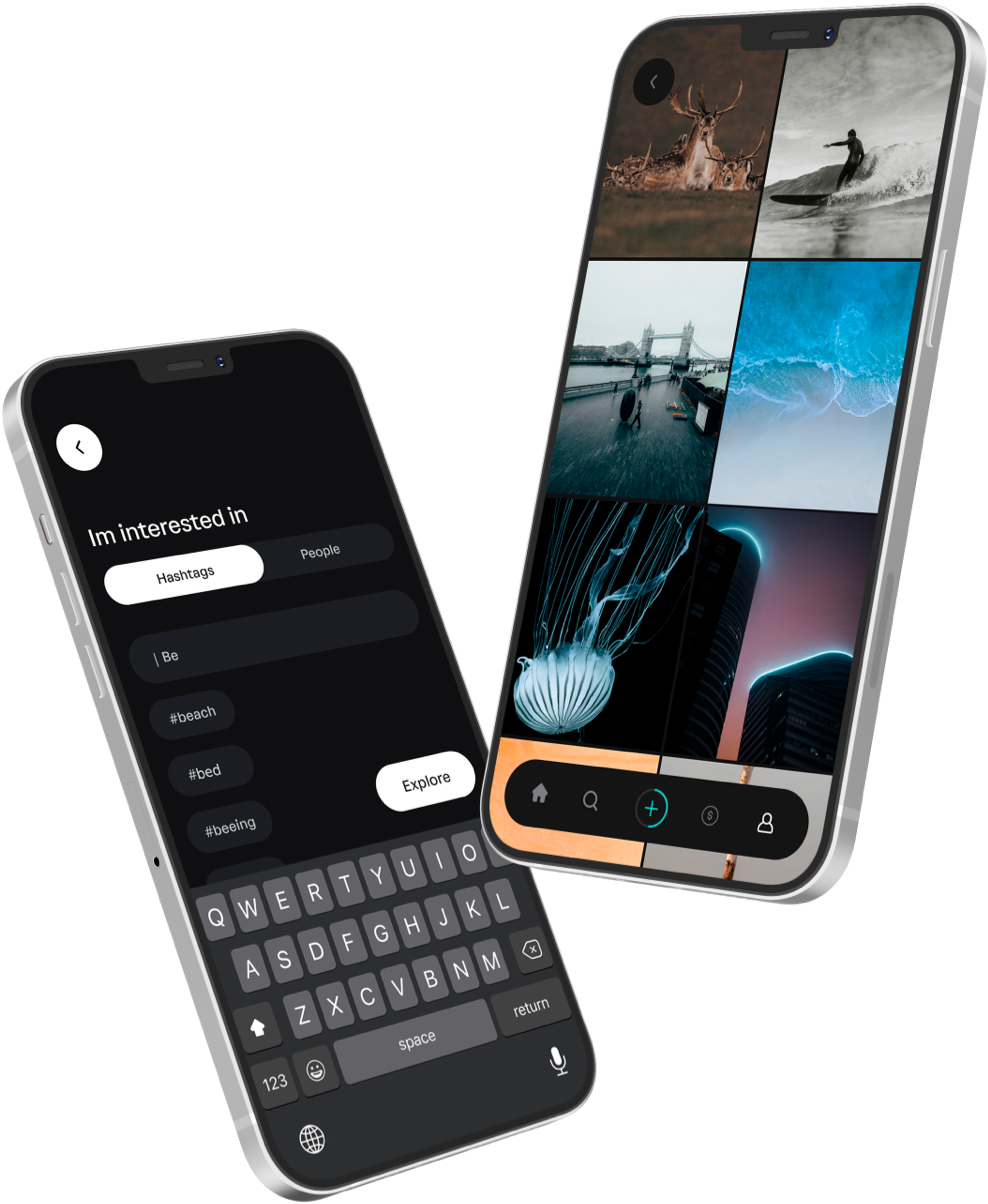 Im interested in
Hashtags People
| Be
#beach
#bed
#beeing
Explore
Q W E R T Y U I O
A S D F G H J K L
Z X C V B N M
123 space return
$